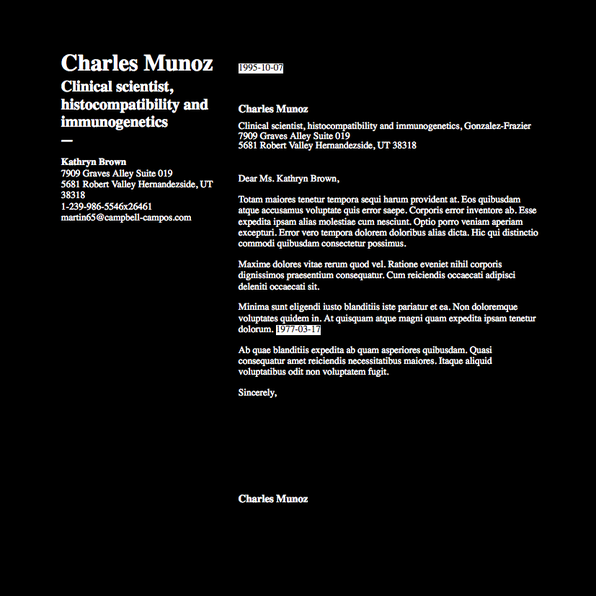 Charles Munoz
Clinical scientist,
histocompatibility and
immunogenetics
—
Kathryn Brown
7909 Graves Alley Suite 019
5681 Robert Valley Hernandezside, UT
38318
1-239-986-5546x26461
martin65@campbell-campos.com
1995-10-07
Charles Munoz
Clinical scientist, histocompatibility and immunogenetics, Gonzalez-Frazier
7909 Graves Alley Suite 019
5681 Robert Valley Hernandezside, UT 38318
Dear Ms. Kathryn Brown,
Totam maiores tenetur tempora sequi harum provident at. Eos quibusdam
atque accusamus voluptate quis error saepe. Corporis error inventore ab. Esse
expedita ipsam alias molestiae cum nesciunt. Optio porro veniam aperiam
excepturi. Error vero tempora dolorem doloribus alias dicta. Hic qui distinctio
commodi quibusdam consectetur possimus.
Maxime dolores vitae rerum quod vel. Ratione eveniet nihil corporis
dignissimos praesentium consequatur. Cum reiciendis occaecati adipisci
deleniti occaecati sit.
Minima sunt eligendi iusto blanditiis iste pariatur et ea. Non doloremque
voluptates quidem in. At quisquam atque magni quam expedita ipsam tenetur
dolorum. 1977-03-17
Ab quae blanditiis expedita ab quam asperiores quibusdam. Quasi
consequatur amet reiciendis necessitatibus maiores. Itaque aliquid
voluptatibus odit non voluptatem fugit.
Sincerely,
Charles Munoz